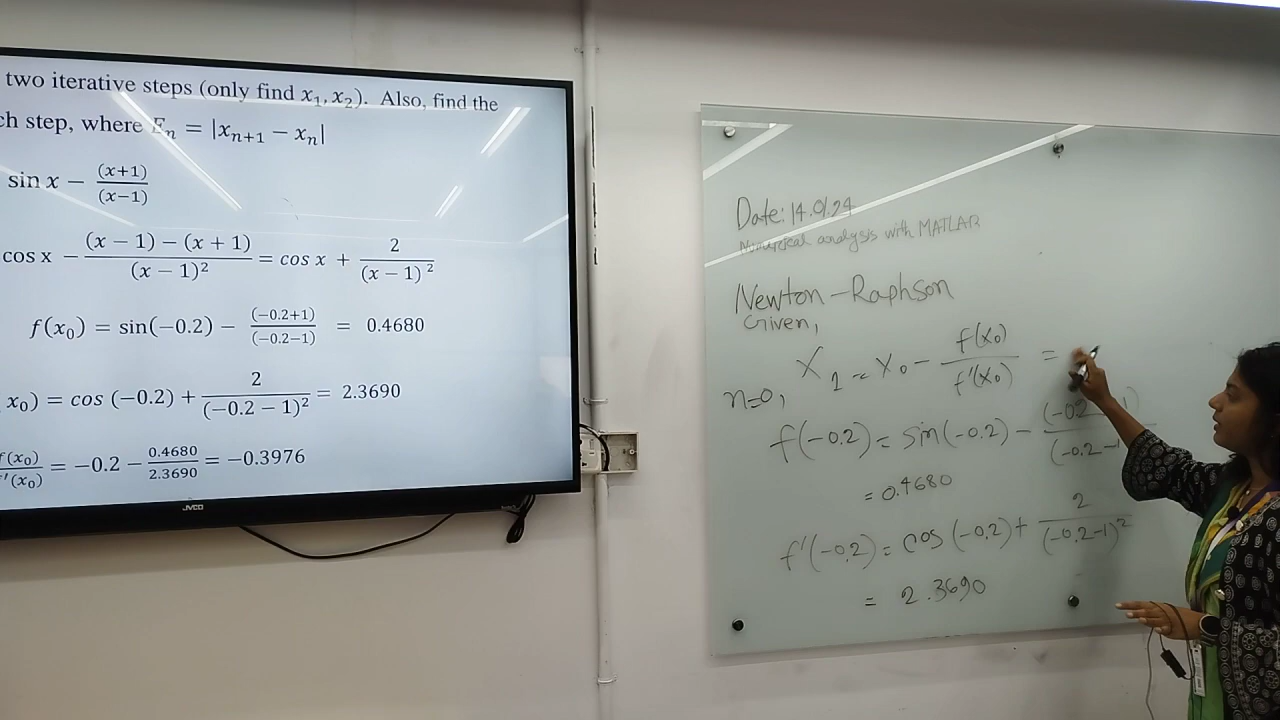 two iterative steps (only find x₁, x₂). Also, find the
ch step, where Eₙ = |xₙ₊₁ − xₙ|
sin x − (x+1)/(x−1)
cos x − ((x − 1) − (x + 1))/(x − 1)² = cos x + 2/(x − 1)²
f(x₀) = sin(−0.2) − (−0.2+1)/(−0.2−1) = 0.4680
x₀) = cos (−0.2) + 2/(−0.2 − 1)² = 2.3690
f(x₀)/f'(x₀) = −0.2 − 0.4680/2.3690 = −0.3976
JVCO
Date: 14.01.24
Numerical analysis with MATLAB
Newton-Raphson
Given,
n=0, x₁ = x₀ − f(x₀)/f'(x₀) =
f(−0.2) = sin(−0.2) − (−0.2 1)/(−0.2−1
= 0.4680
f'(−0.2) = cos (−0.2) + 2/(−0.2−1)²
= 2.3690